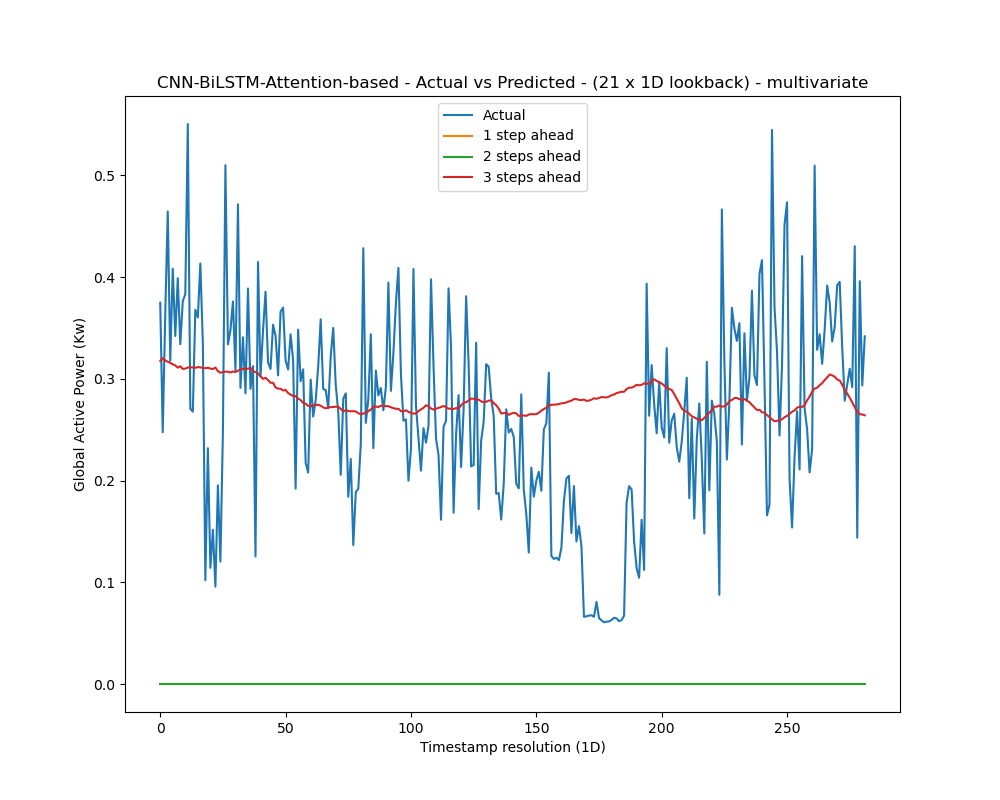 CNN-BiLSTM-Attention-based - Actual vs Predicted - (21 x 1D lookback) - multivariate
Actual
1 step ahead
2 steps ahead
3 steps ahead
Global Active Power (Kw)
0.5
0.4
0.3
0.2
0.1
0.0
0 50 100 150 200 250
Timestamp resolution (1D)